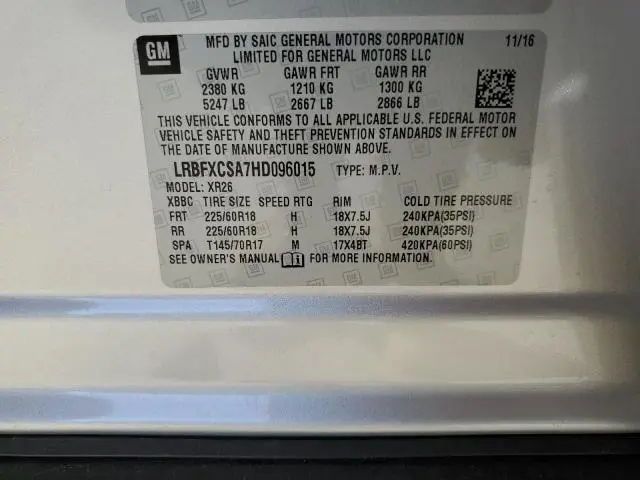 GM
MFD BY SAIC GENERAL MOTORS CORPORATION 11/16
LIMITED FOR GENERAL MOTORS LLC
GVWR GAWR FRT GAWR RR
2380 KG 1210 KG 1300 KG
5247 LB 2667 LB 2866 LB
THIS VEHICLE CONFORMS TO ALL APPLICABLE U.S. FEDERAL MOTOR
VEHICLE SAFETY AND THEFT PREVENTION STANDARDS IN EFFECT ON
THE DATE OF MANUFACTURE SHOWN ABOVE.
LRBFXCSA7HD096015 TYPE: M.P.V.
MODEL: XR26
XBBC TIRE SIZE SPEED RTG RIM COLD TIRE PRESSURE
FRT 225/60R18 H 18X7.5J 240KPA(35PSI)
RR 225/60R18 H 18X7.5J 240KPA(35PSI)
SPA T145/70R17 M 17X4BT 420KPA(60PSI)
SEE OWNER'S MANUAL FOR MORE INFORMATION.